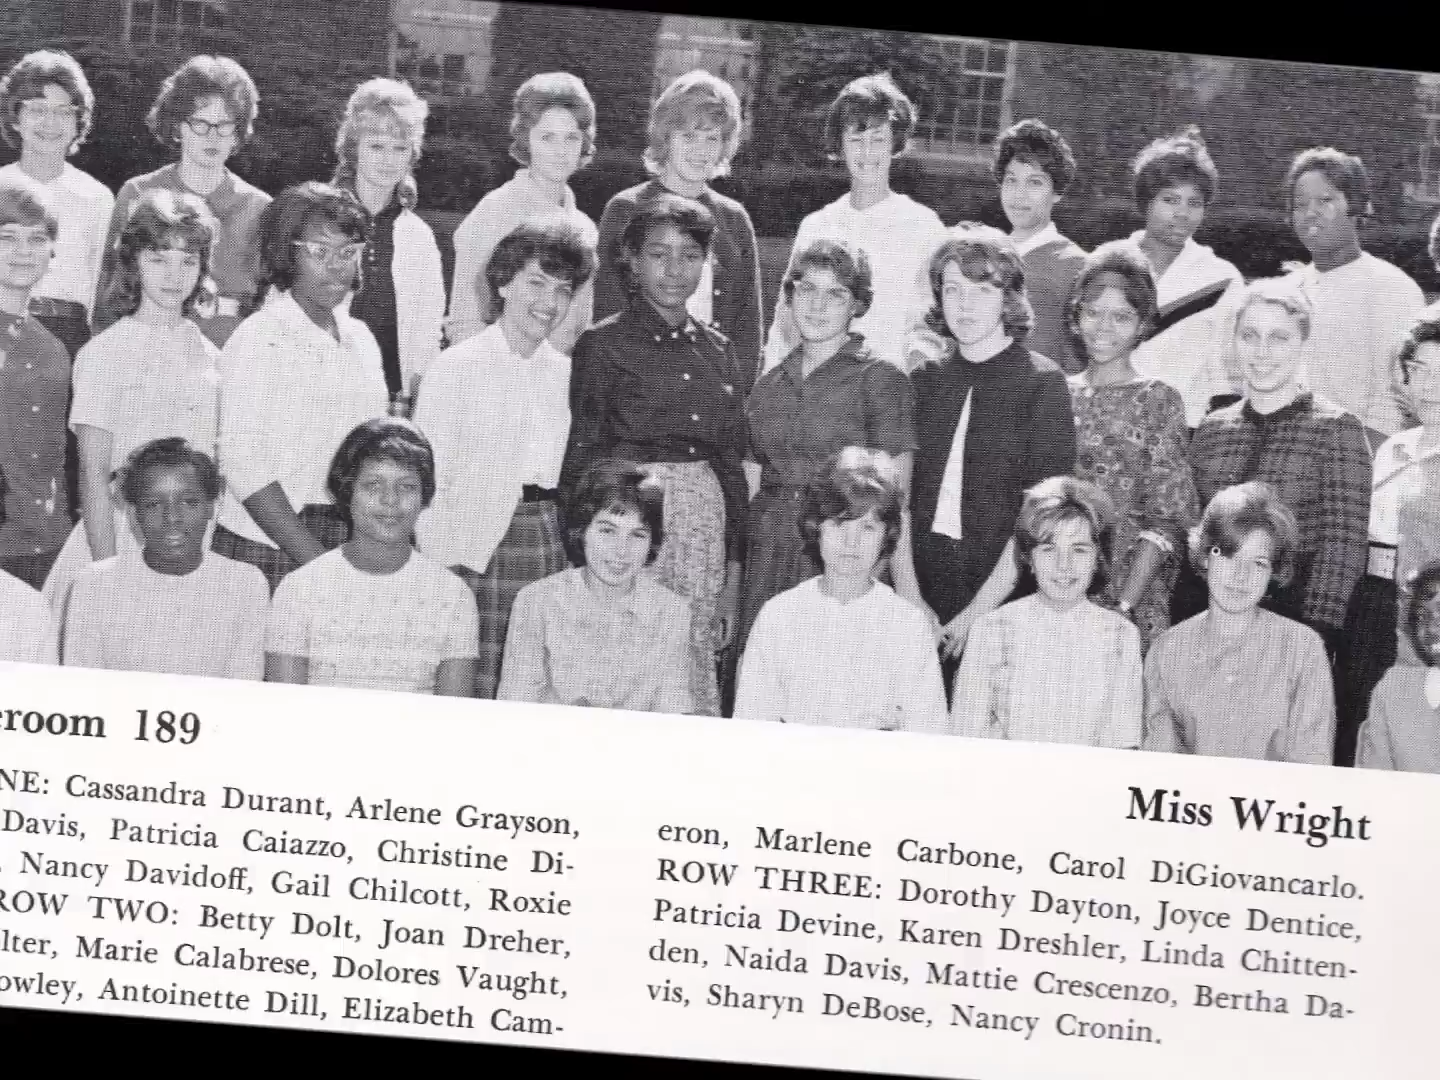 room 189
Miss Wright
NE: Cassandra Durant, Arlene Grayson,
Davis, Patricia Caiazzo, Christine Di-
Nancy Davidoff, Gail Chilcott, Roxie
ROW TWO: Betty Dolt, Joan Dreher,
lter, Marie Calabrese, Dolores Vaught,
owley, Antoinette Dill, Elizabeth Cam-
eron, Marlene Carbone, Carol DiGiovancarlo.
ROW THREE: Dorothy Dayton, Joyce Dentice,
Patricia Devine, Karen Dreshler, Linda Chitten-
den, Naida Davis, Mattie Crescenzo, Bertha Da-
vis, Sharyn DeBose, Nancy Cronin.